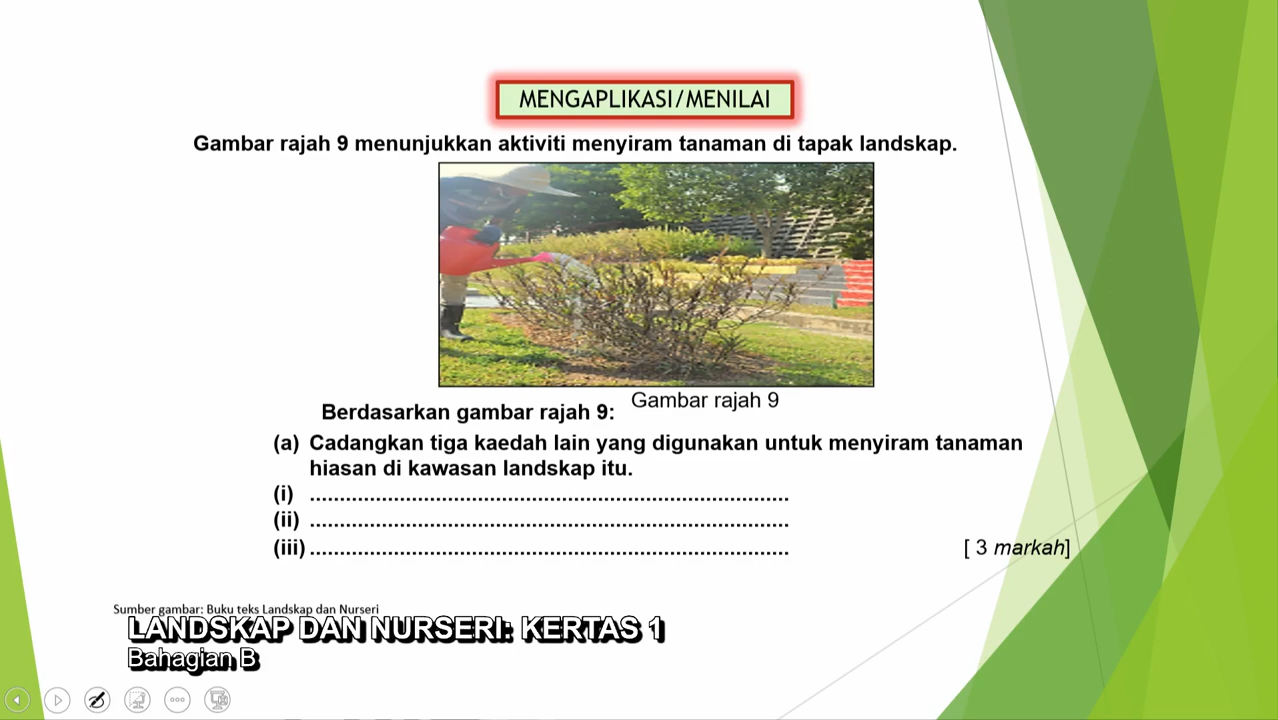 MENGAPLIKASI/MENILAI
Gambar rajah 9 menunjukkan aktiviti menyiram tanaman di tapak landskap.
Gambar rajah 9
Berdasarkan gambar rajah 9:
(a) Cadangkan tiga kaedah lain yang digunakan untuk menyiram tanaman
hiasan di kawasan landskap itu.
(i) ................................................................................
(ii) ................................................................................
(iii) ................................................................................ [ 3 markah]
Sumber gambar: Buku teks Landskap dan Nurseri
LANDSKAP DAN NURSERI: KERTAS 1
Bahagian B